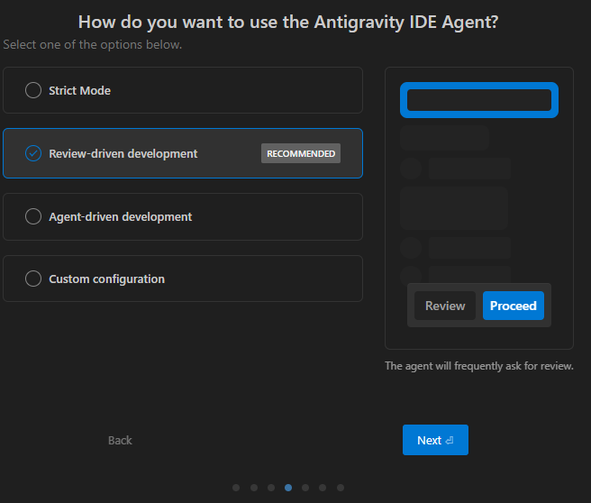 How do you want to use the Antigravity IDE Agent?
Select one of the options below.
Strict Mode
Review-driven development
RECOMMENDED
Agent-driven development
Custom configuration
Review
Proceed
The agent will frequently ask for review.
Back
Next ⏎